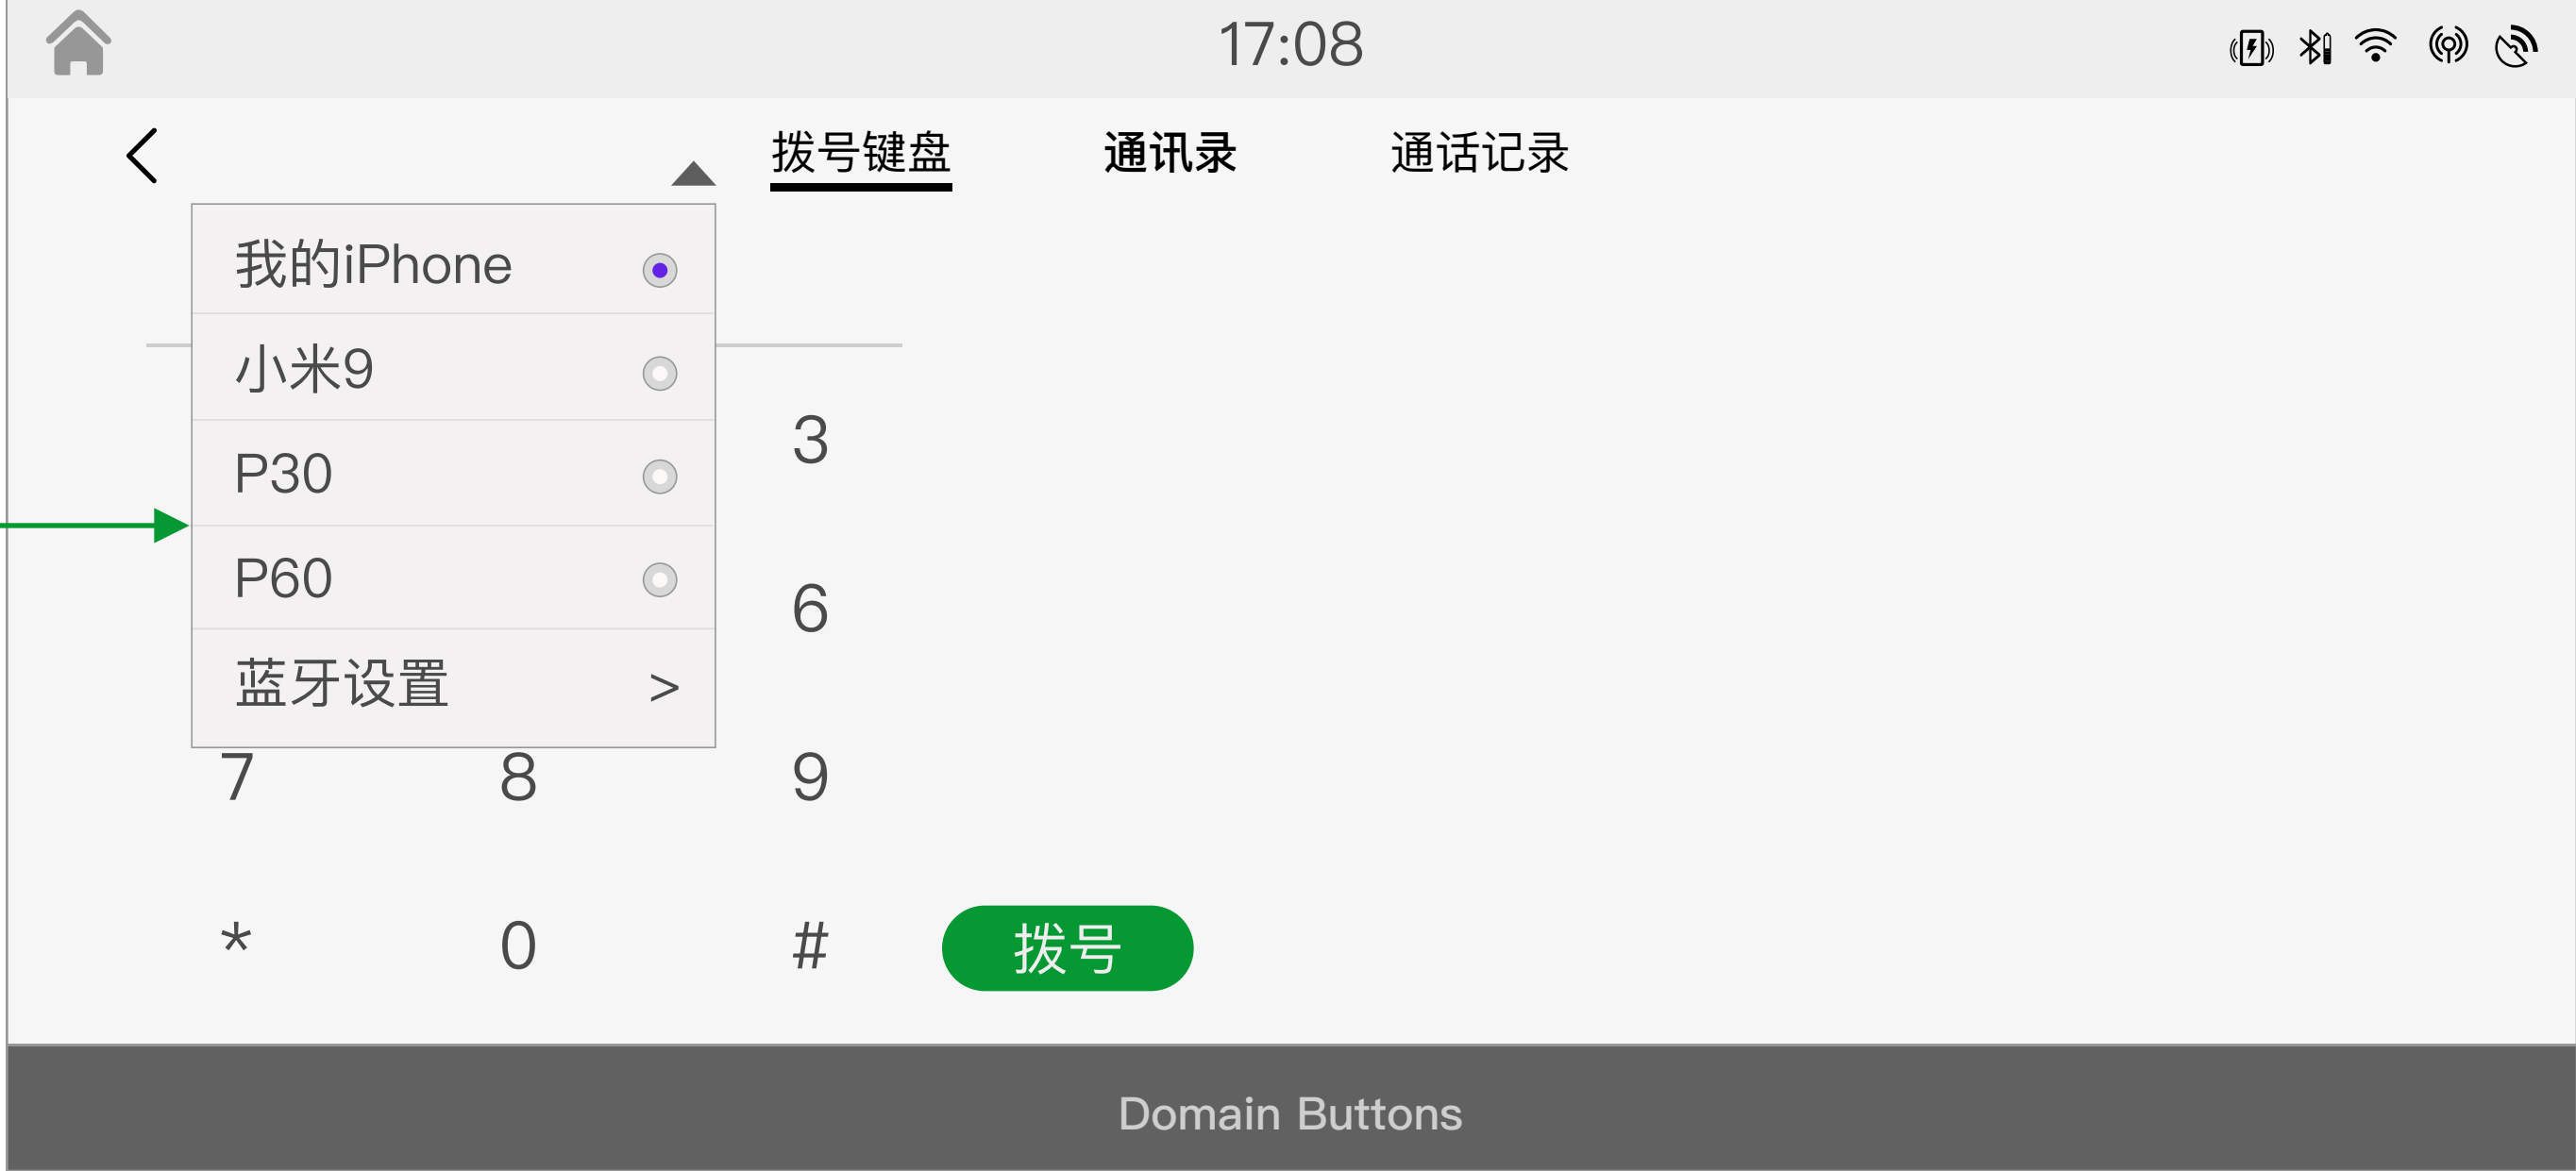 17:08
拨号键盘 通讯录 通话记录
我的iPhone
小米9
P30
P60
蓝牙设置 >
3
6
7 8 9
* 0 #
拨号
Domain Buttons